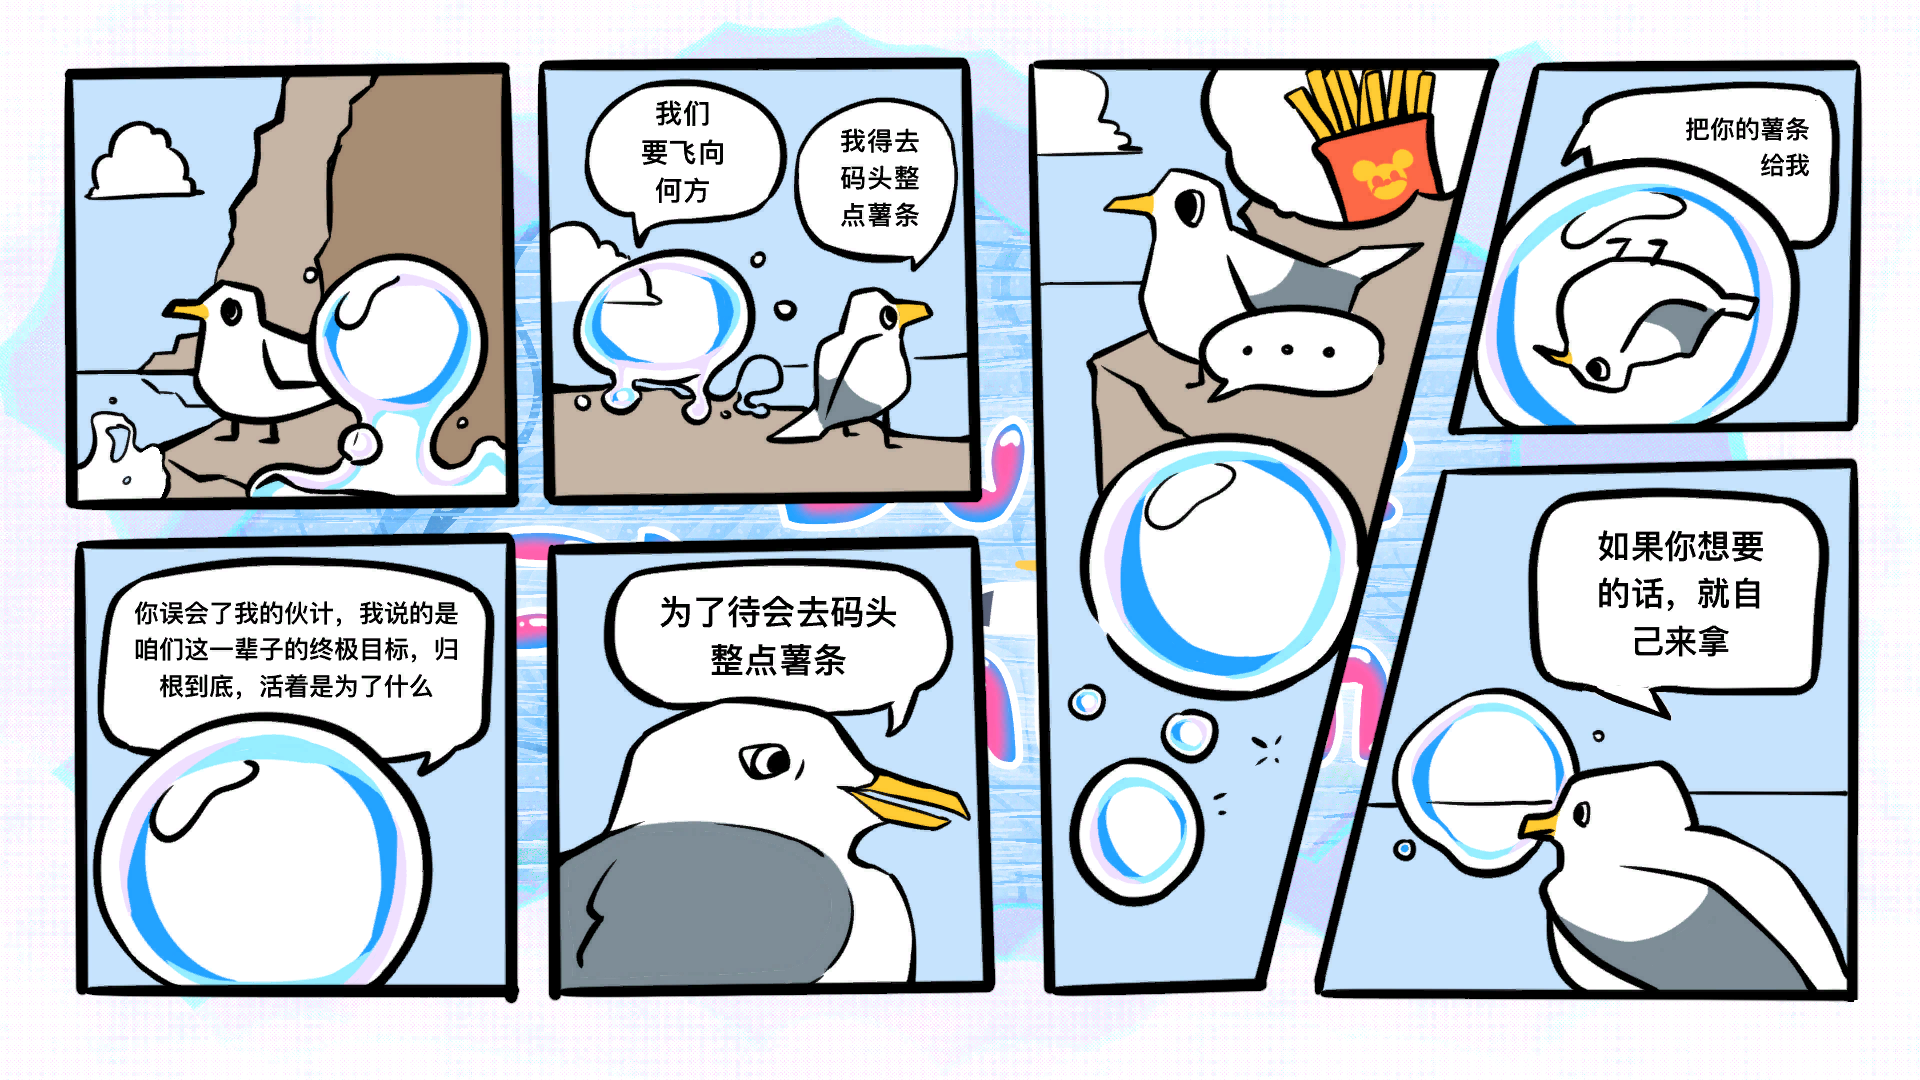 我们
要飞向
何方
我得去
码头整
点薯条
你误会了我的伙计，我说的是
咱们这一辈子的终极目标，归
根到底，活着是为了什么
为了待会去码头
整点薯条
...
把你的薯条
给我
如果你想要
的话，就自
己来拿